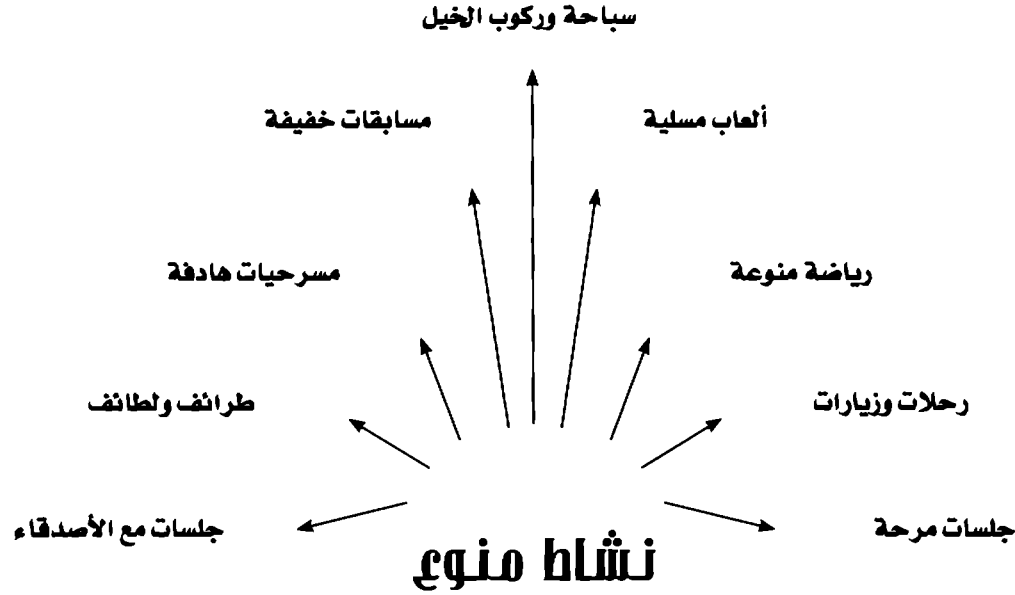 سباحة وركوب الخيل
ألعاب مسلية
مسابقات خفيفة
رياضة منوعة
مسرحيات هادفة
رحلات وزيارات
طرائف ولطائف
جلسات مرحة
جلسات مع الأصدقاء
نشاط منوع